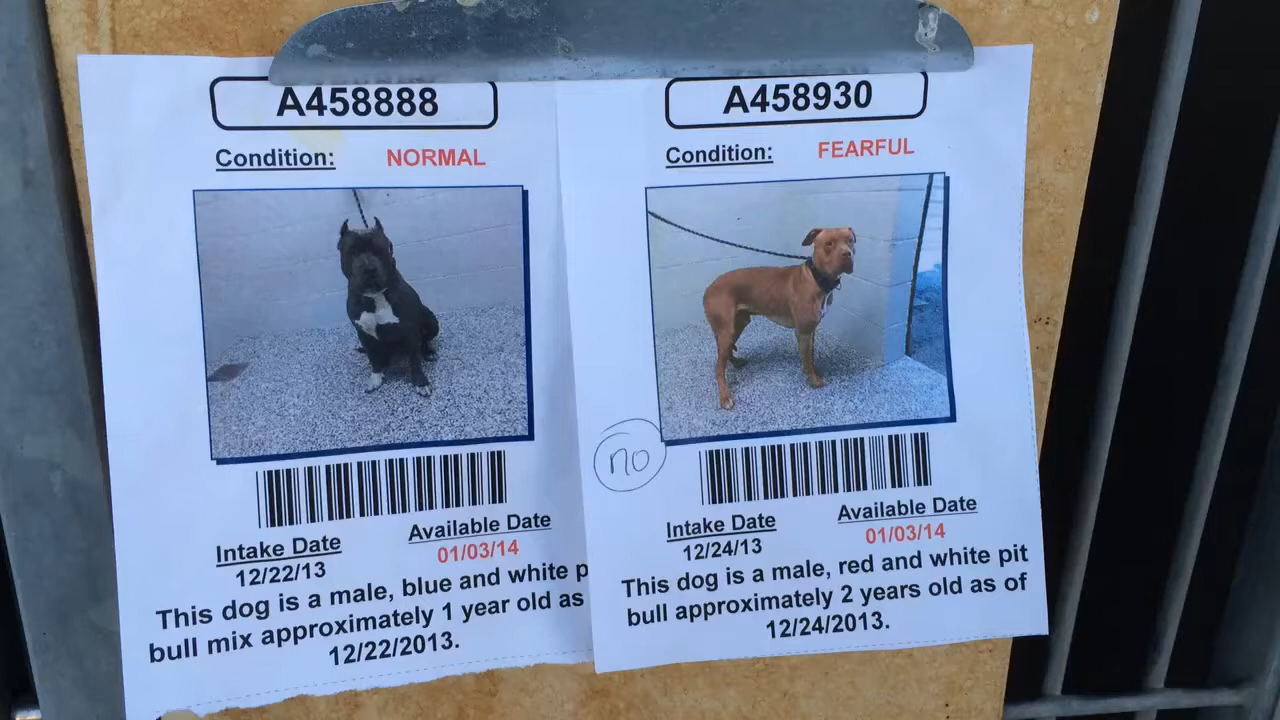 A458888
Condition: NORMAL
Intake Date
Available Date
12/22/13
01/03/14
This dog is a male, blue and white p
bull mix approximately 1 year old as
12/22/2013.
A458930
Condition: FEARFUL
no
Intake Date
Available Date
12/24/13
01/03/14
This dog is a male, red and white pit
bull approximately 2 years old as of
12/24/2013.